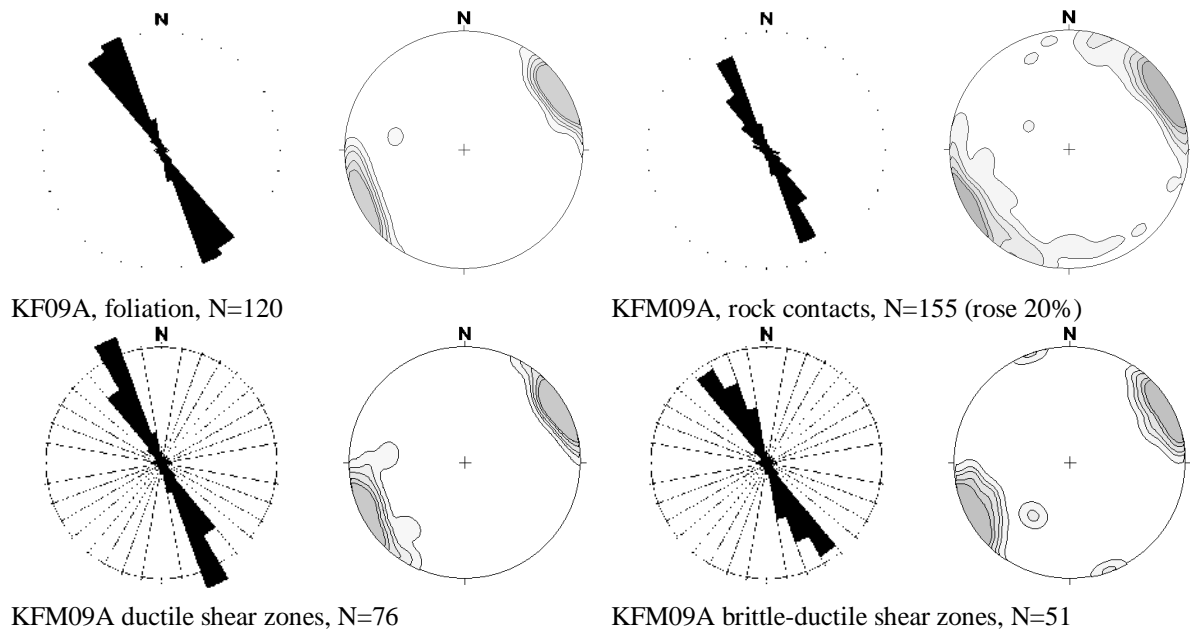 N
N
N
N
KF09A, foliation, N=120
KFM09A, rock contacts, N=155 (rose 20%)
N
N
N
N
KFM09A ductile shear zones, N=76
KFM09A brittle-ductile shear zones, N=51